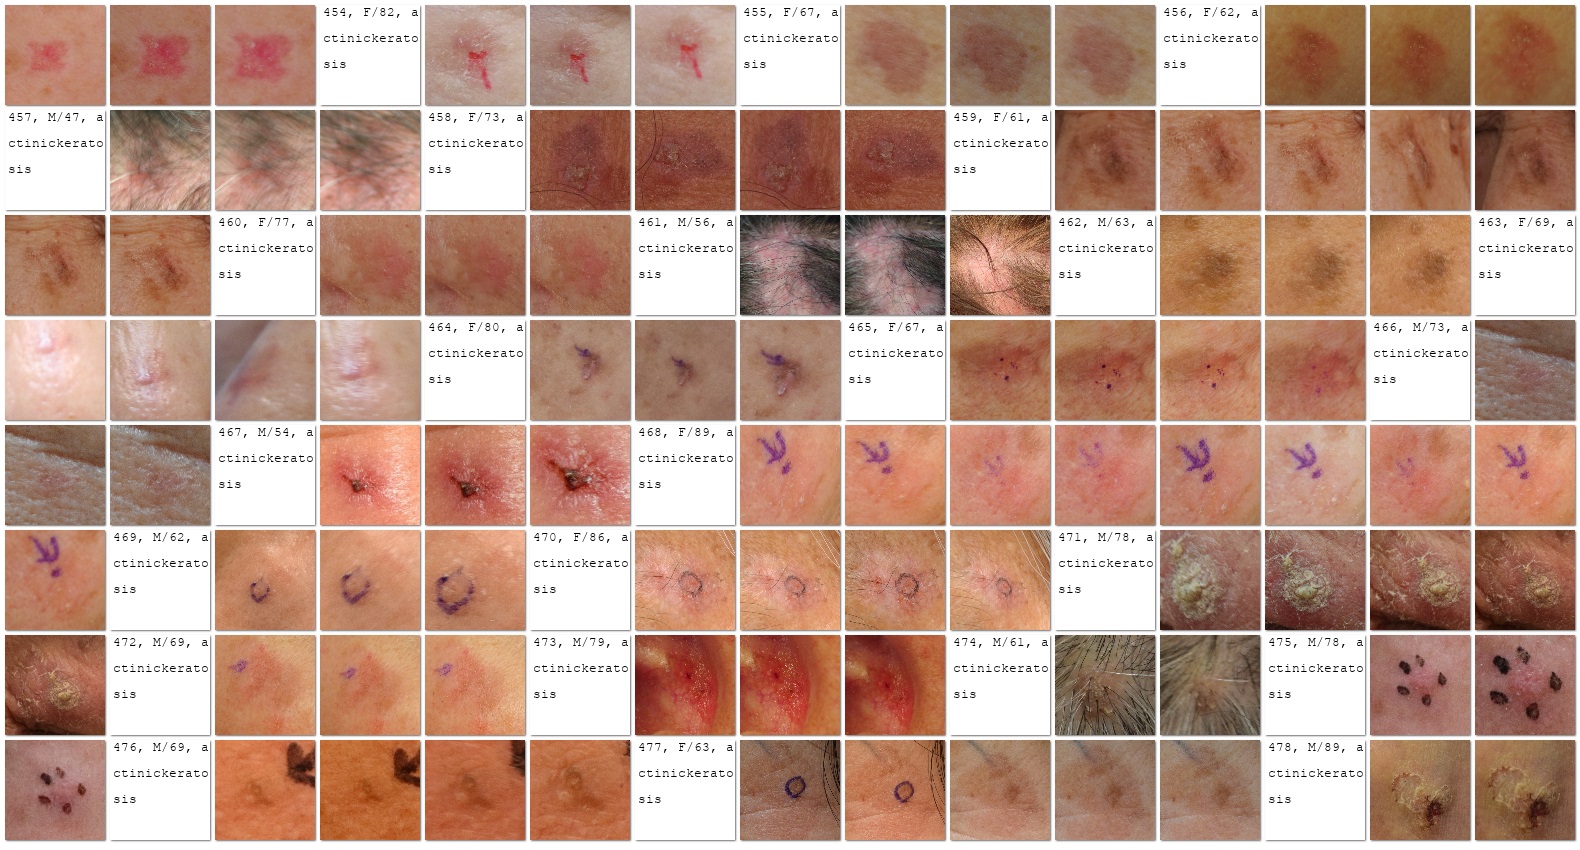 454, F/82, a
ctinickerato
sis
455, F/67, a
ctinickerato
sis
456, F/62, a
ctinickerato
sis
457, M/47, a
ctinickerato
sis
458, F/73, a
ctinickerato
sis
459, F/61, a
ctinickerato
sis
460, F/77, a
ctinickerato
sis
461, M/56, a
ctinickerato
sis
462, M/63, a
ctinickerato
sis
463, F/69, a
ctinickerato
sis
464, F/80, a
ctinickerato
sis
465, F/67, a
ctinickerato
sis
466, M/73, a
ctinickerato
sis
467, M/54, a
ctinickerato
sis
468, F/89, a
ctinickerato
sis
469, M/62, a
ctinickerato
sis
470, F/86, a
ctinickerato
sis
471, M/78, a
ctinickerato
sis
472, M/69, a
ctinickerato
sis
473, M/79, a
ctinickerato
sis
474, M/61, a
ctinickerato
sis
475, M/78, a
ctinickerato
sis
476, M/69, a
ctinickerato
sis
477, F/63, a
ctinickerato
sis
478, M/89, a
ctinickerato
sis